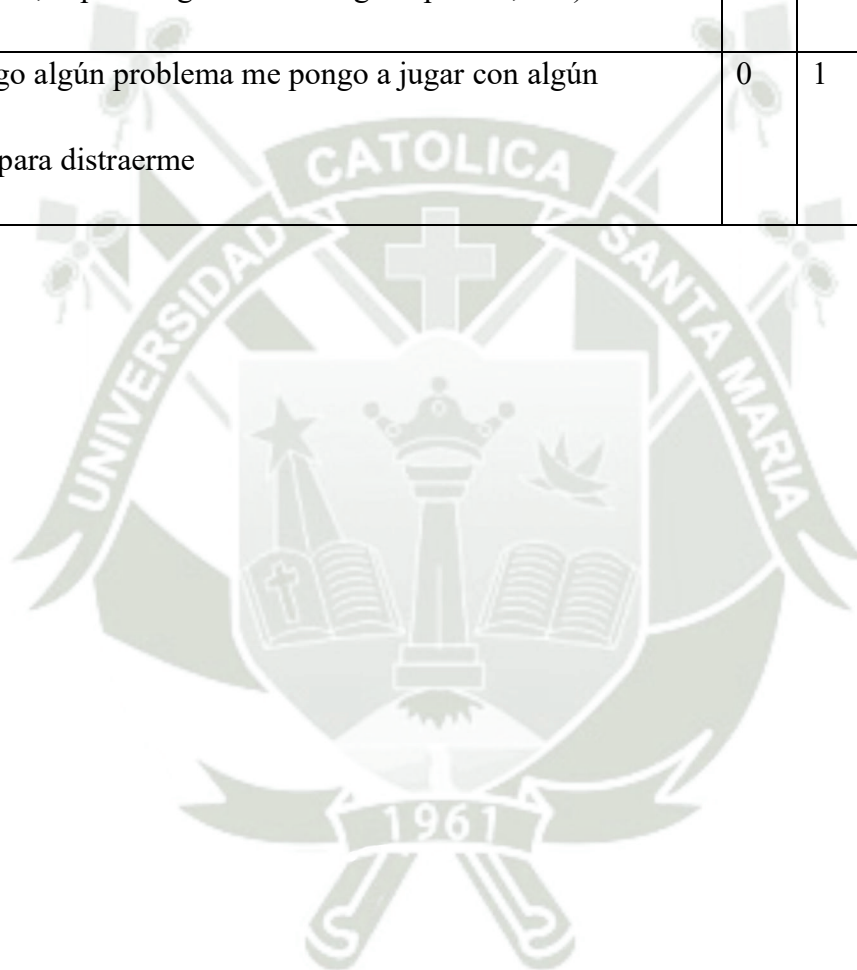 go algún problema me pongo a jugar con algún 0 1
para distraerme
UNIVERSIDAD CATOLICA SANTA MARIA
1961